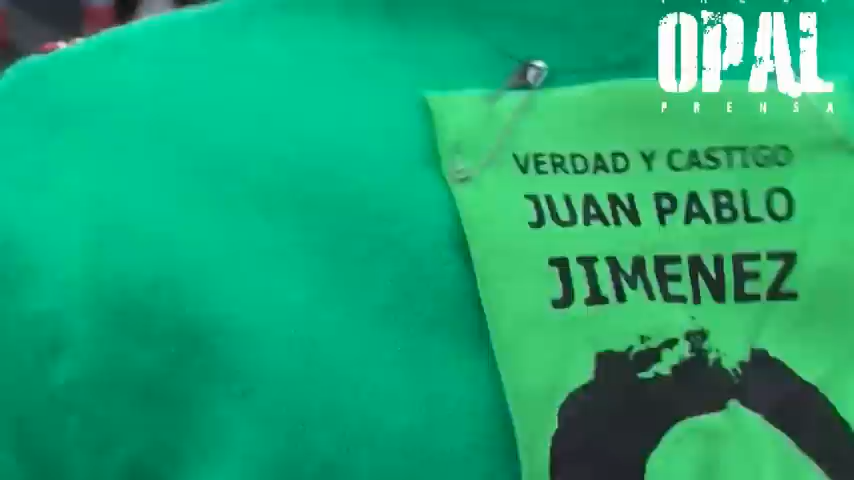 OPAL
PRENSA
VERDAD Y CASTIGO
JUAN PABLO
JIMENEZ